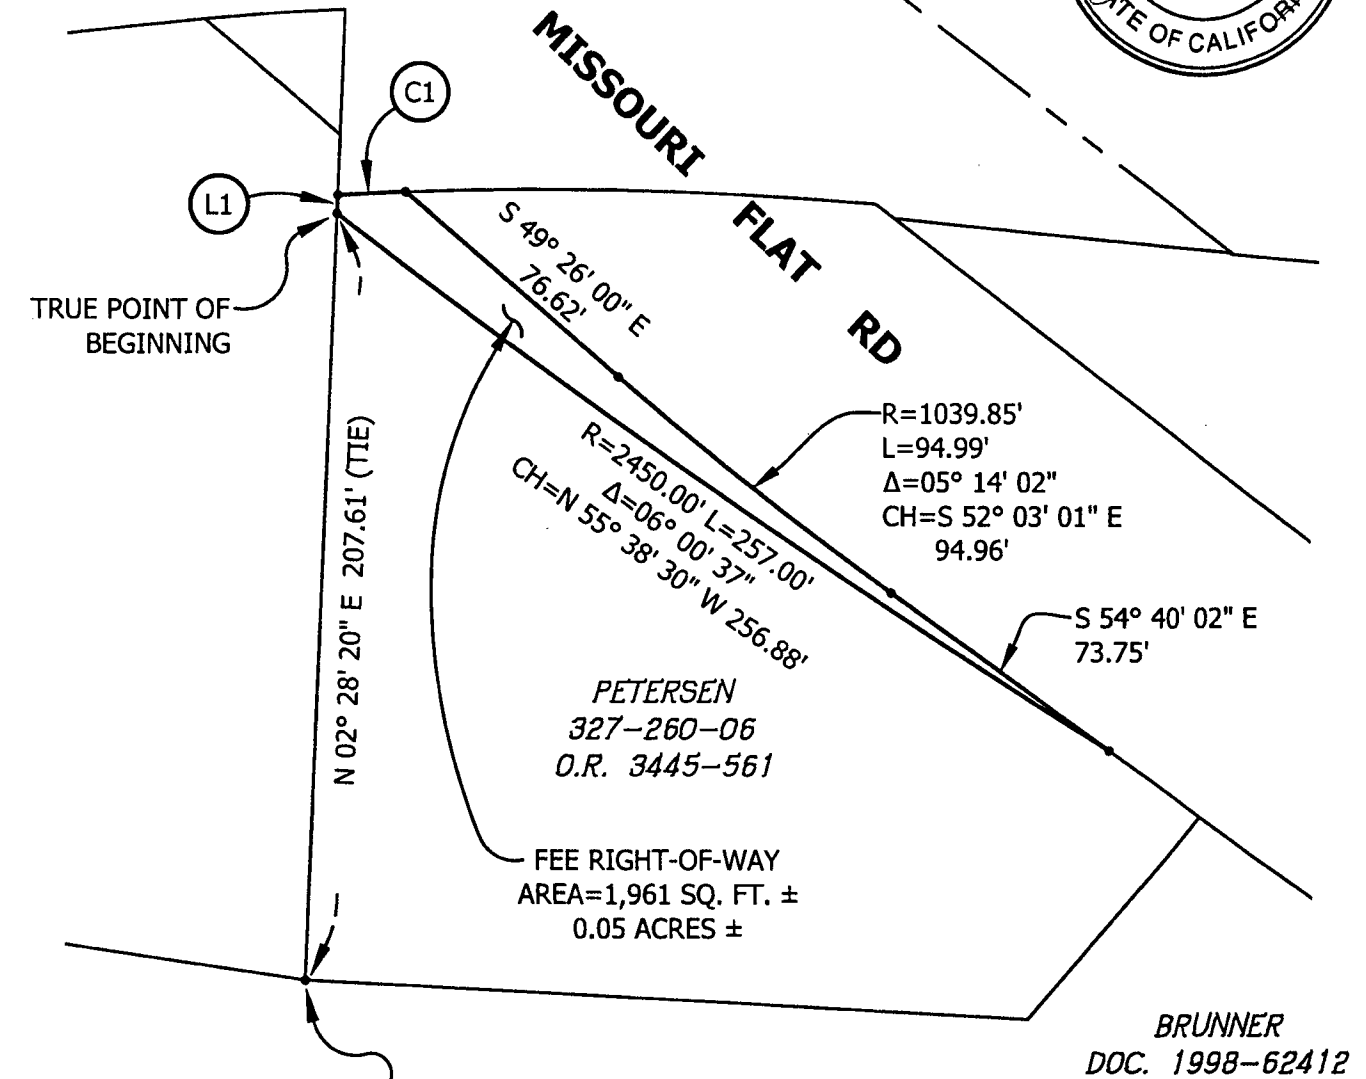 ATE OF CALIFOR
MISSOURI FLAT RD
C1
L1
S 49° 26' 00" E
76.62'
TRUE POINT OF
BEGINNING
R=1039.85'
L=94.99'
Δ=05° 14' 02"
CH=S 52° 03' 01" E
94.96'
R=2450.00' L=257.00'
Δ=06° 00' 37"
CH=N 55° 38' 30" W 256.88'
N 02° 28' 20" E 207.61' (TIE)
S 54° 40' 02" E
73.75'
PETERSEN
327-260-06
O.R. 3445-561
FEE RIGHT-OF-WAY
AREA=1,961 SQ. FT. ±
0.05 ACRES ±
BRUNNER
DOC. 1998-62412